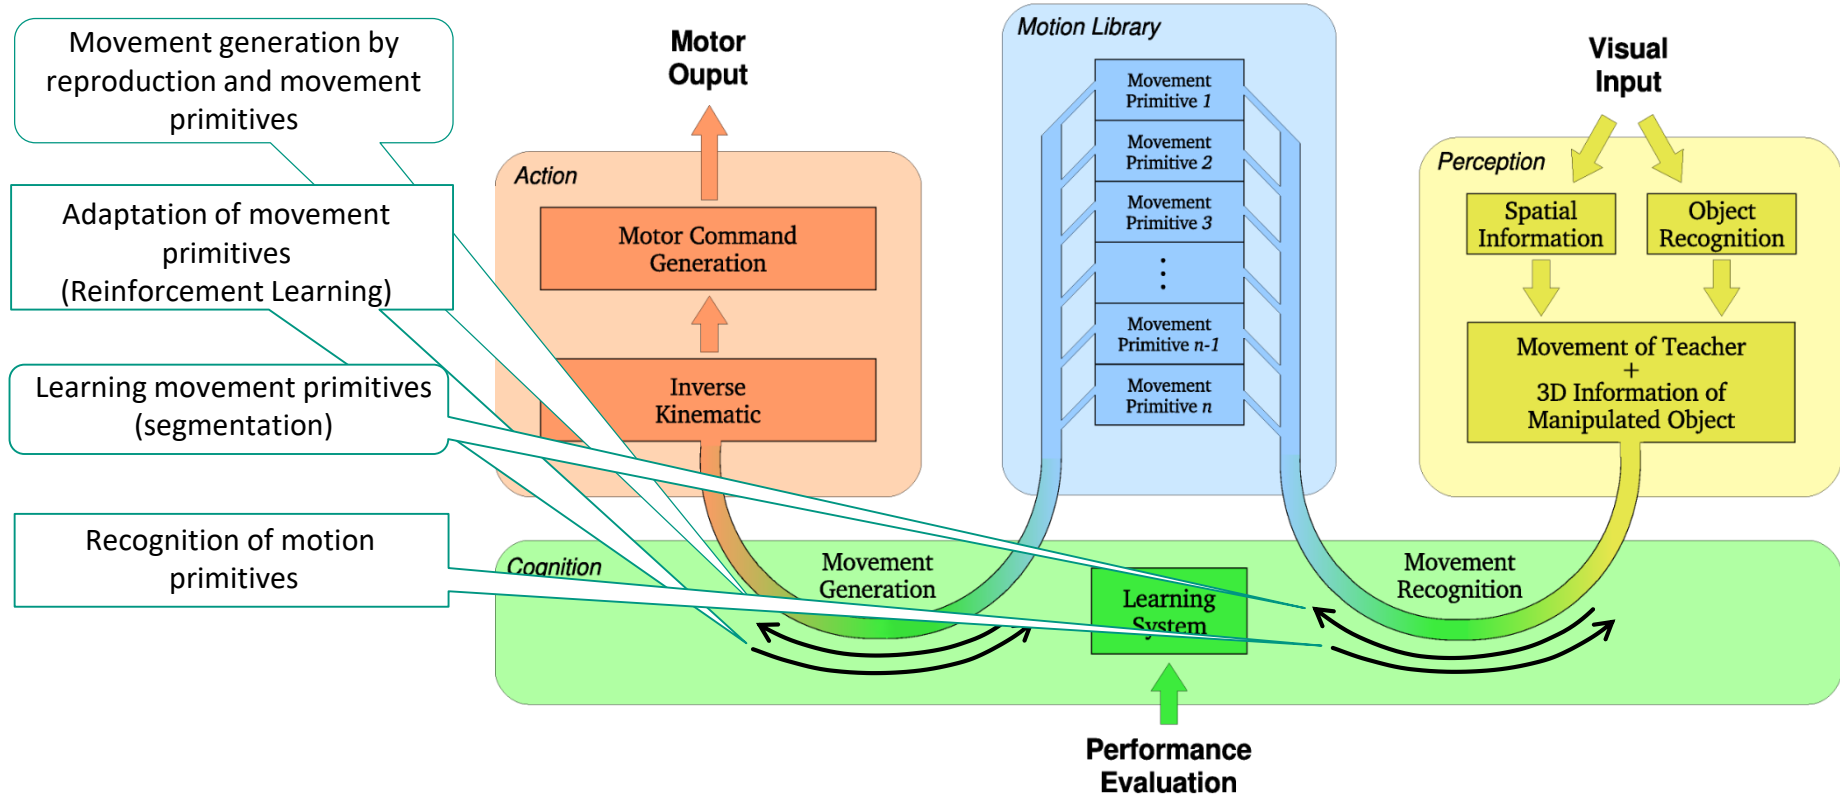 Movement generation by
reproduction and movement
primitives
Adaptation of movement
primitives
(Reinforcement Learning)
Learning movement primitives
(segmentation)
Recognition of motion
primitives
Motor
Ouput
Action
Motor Command
Generation
Inverse
Kinematic
Motion Library
Movement
Primitive 1
Movement
Primitive 2
Movement
Primitive 3
⋮
Movement
Primitive n-1
Movement
Primitive n
Visual
Input
Perception
Spatial
Information
Object
Recognition
Movement of Teacher
+
3D Information of
Manipulated Object
Cognition
Movement
Generation
Learning
System
Movement
Recognition
Performance
Evaluation